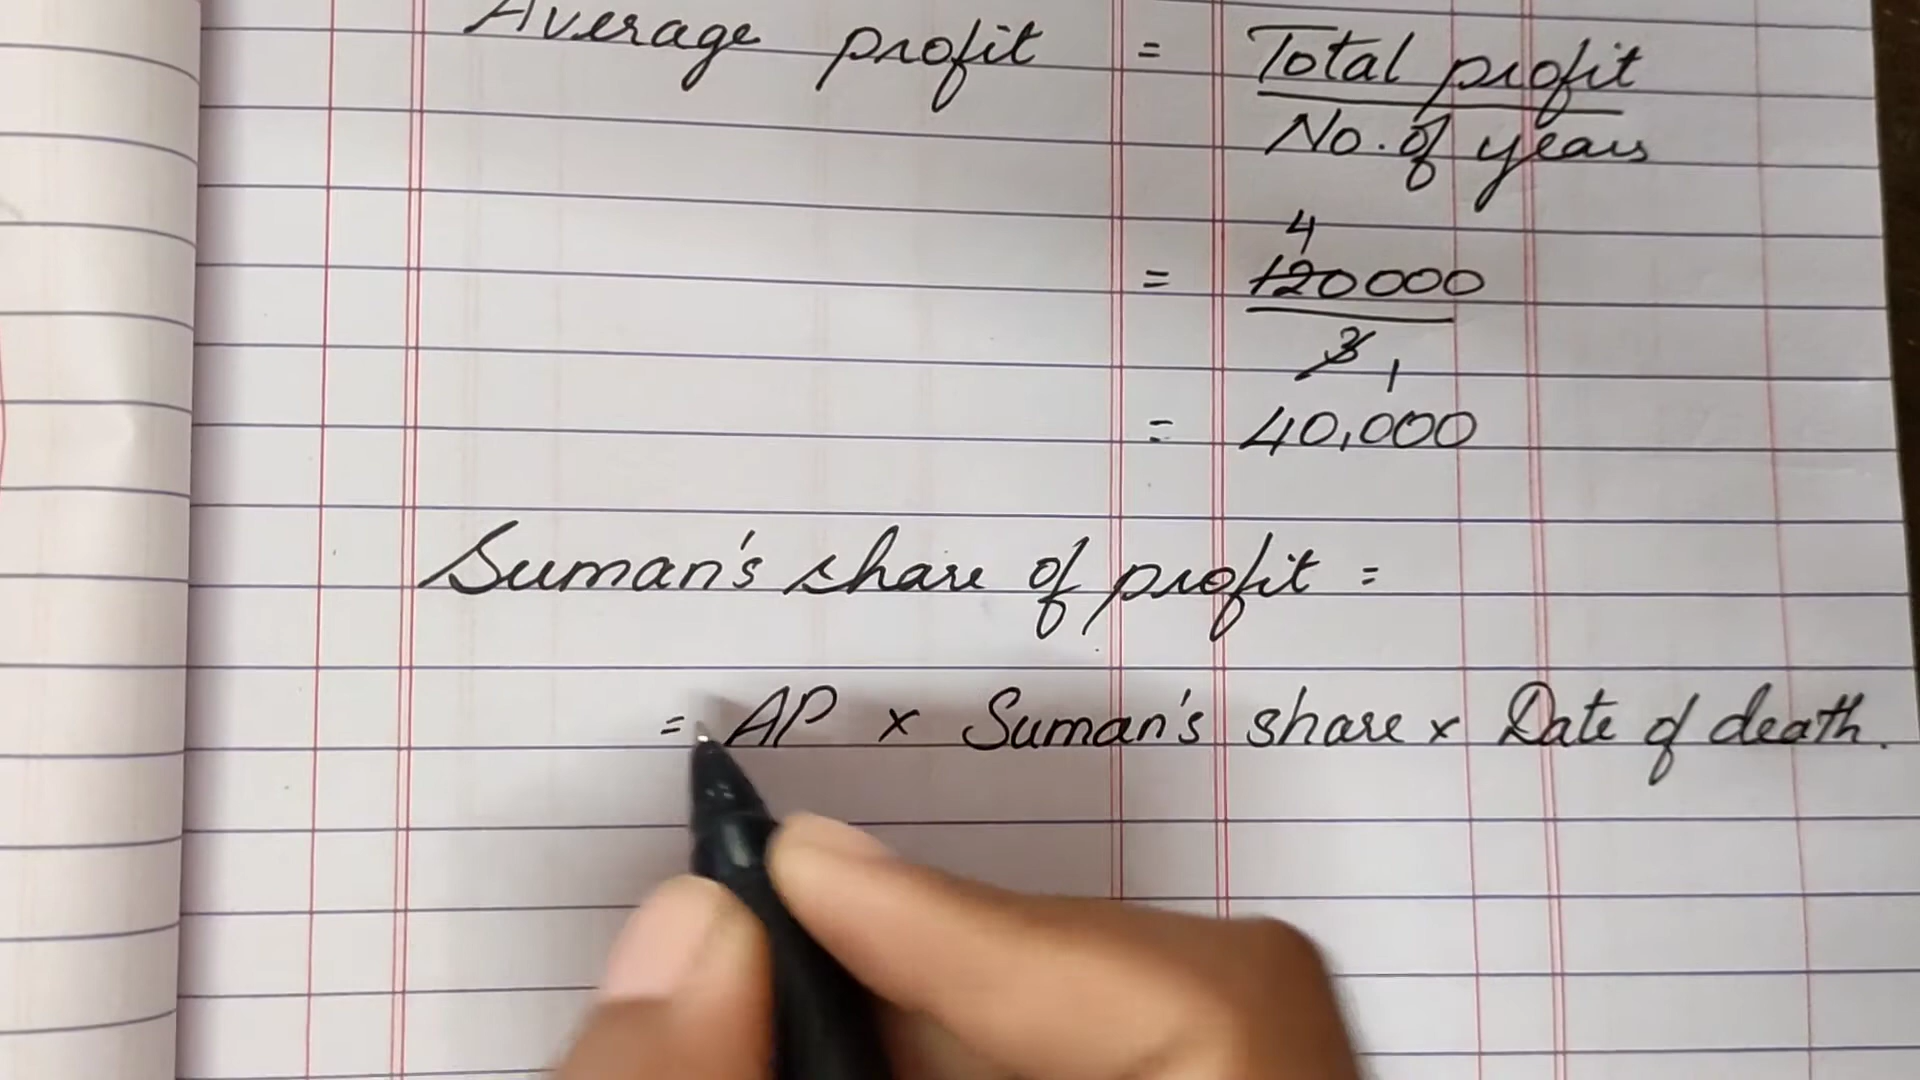 Average profit = Total profit
No. of years
4
= 120000
3 1
= 40,000
Suman's share of profit =
= AP × Suman's share × Date of death.